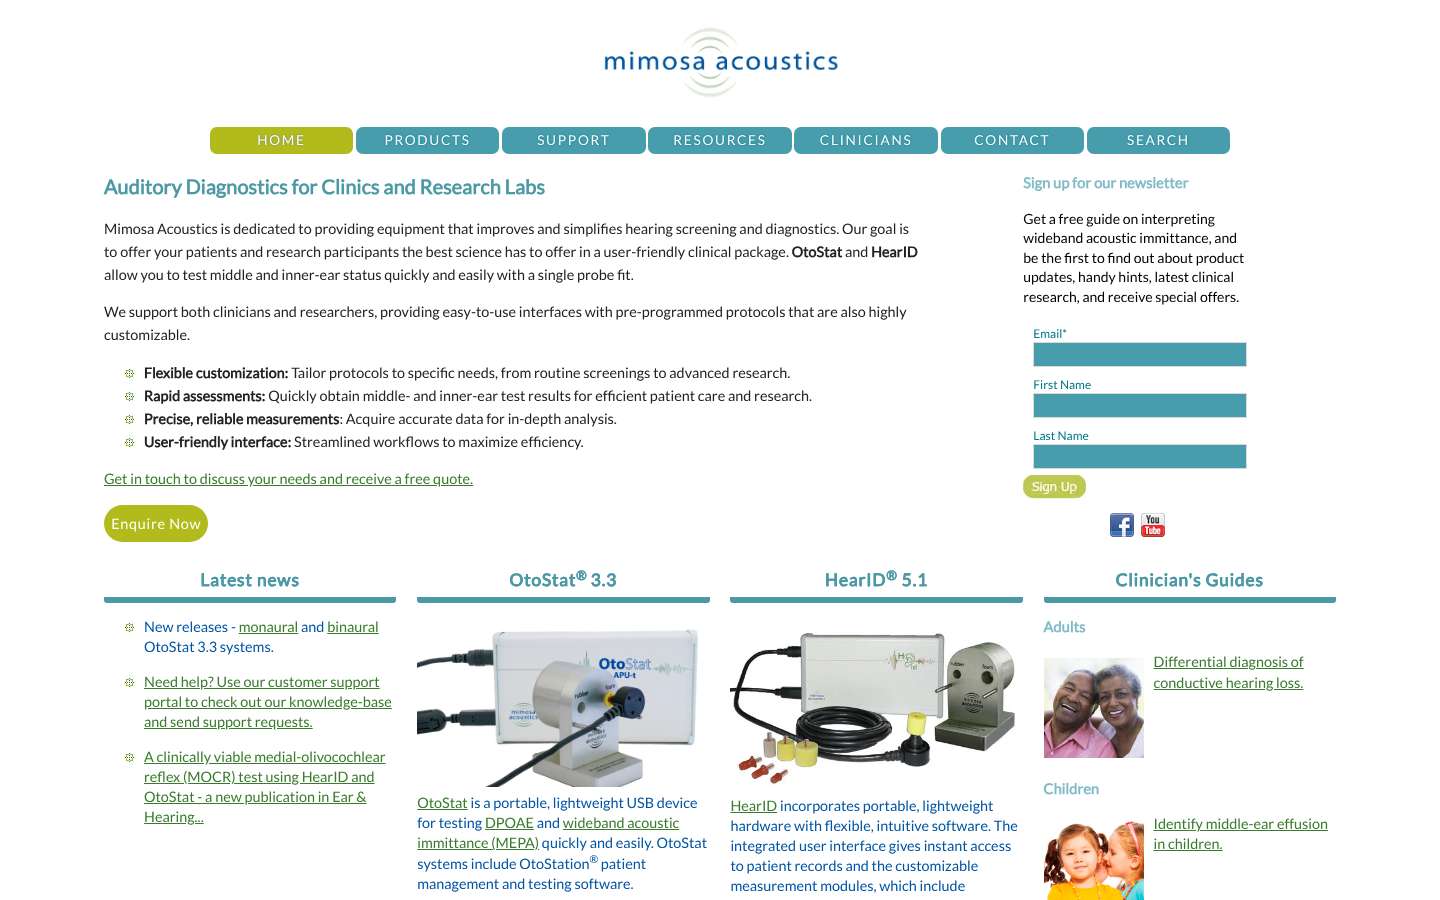 mimosa acoustics
HOME
PRODUCTS
SUPPORT
RESOURCES
CLINICIANS
CONTACT
SEARCH
Auditory Diagnostics for Clinics and Research Labs
Mimosa Acoustics is dedicated to providing equipment that improves and simplifies hearing screening and diagnostics. Our goal is
to offer your patients and research participants the best science has to offer in a user-friendly clinical package. OtoStat and HearID
allow you to test middle and inner-ear status quickly and easily with a single probe fit.
We support both clinicians and researchers, providing easy-to-use interfaces with pre-programmed protocols that are also highly
customizable.
Flexible customization: Tailor protocols to specific needs, from routine screenings to advanced research.
Rapid assessments: Quickly obtain middle- and inner-ear test results for efficient patient care and research.
Precise, reliable measurements: Acquire accurate data for in-depth analysis.
User-friendly interface: Streamlined workflows to maximize efficiency.
Get in touch to discuss your needs and receive a free quote.
Enquire Now
Sign up for our newsletter
Get a free guide on interpreting
wideband acoustic immittance, and
be the first to find out about product
updates, handy hints, latest clinical
research, and receive special offers.
Email*
First Name
Last Name
Sign Up
You
Tube
Latest news
New releases - monaural and binaural
OtoStat 3.3 systems.
Need help? Use our customer support
portal to check out our knowledge-base
and send support requests.
A clinically viable medial-olivocochlear
reflex (MOCR) test using HearID and
OtoStat - a new publication in Ear &
Hearing...
OtoStat® 3.3
OtoStat
APU-t
mimosa
acoustics
OtoStat is a portable, lightweight USB device
for testing DPOAE and wideband acoustic
immittance (MEPA) quickly and easily. OtoStat
systems include OtoStation® patient
management and testing software.
HearID® 5.1
HearID incorporates portable, lightweight
hardware with flexible, intuitive software. The
integrated user interface gives instant access
to patient records and the customizable
measurement modules, which include
Clinician's Guides
Adults
Differential diagnosis of
conductive hearing loss.
Children
Identify middle-ear effusion
in children.